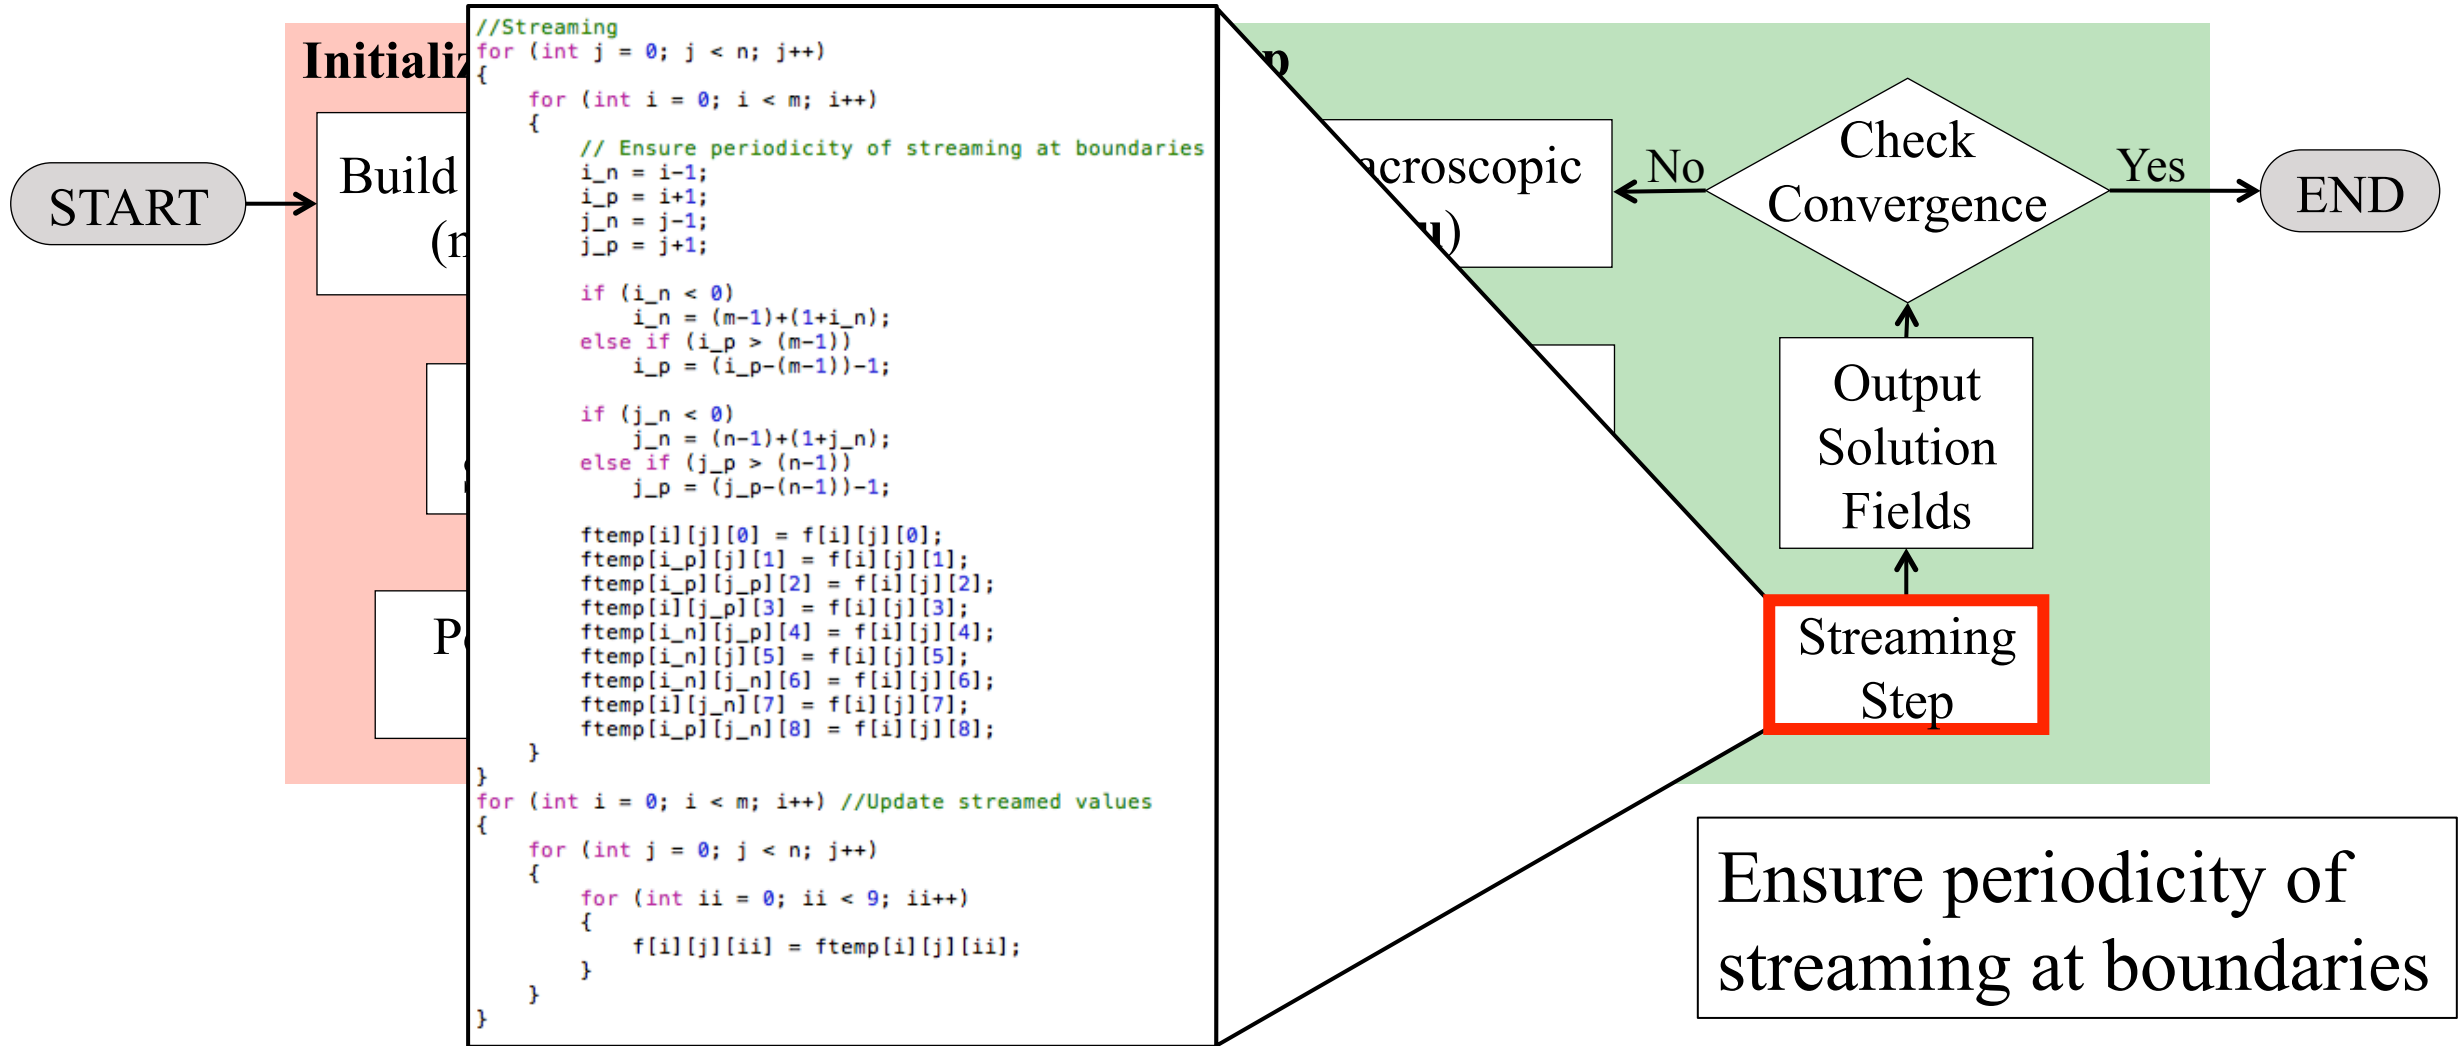 START
Build
//Streaming
for (int j = 0; j < n; j++)
{
for (int i = 0; i < m; i++)
{
// Ensure periodicity of streaming at boundaries
i_n = i-1;
i_p = i+1;
j_n = j-1;
j_p = j+1;
if (i_n < 0)
i_n = (m-1)+(1+i_n);
else if (i_p > (m-1))
i_p = (i_p-(m-1))-1;
if (j_n < 0)
j_n = (n-1)+(1+j_n);
else if (j_p > (n-1))
j_p = (j_p-(n-1))-1;
ftemp[i][j][0] = f[i][j][0];
ftemp[i_p][j][1] = f[i][j][1];
ftemp[i_p][j_p][2] = f[i][j][2];
ftemp[i][j_p][3] = f[i][j][3];
ftemp[i_n][j_p][4] = f[i][j][4];
ftemp[i_n][j][5] = f[i][j][5];
ftemp[i_n][j_n][6] = f[i][j][6];
ftemp[i][j_n][7] = f[i][j][7];
ftemp[i_p][j_n][8] = f[i][j][8];
}
}
for (int i = 0; i < m; i++) //Update streamed values
{
for (int j = 0; j < n; j++)
{
for (int ii = 0; ii < 9; ii++)
{
f[i][j][ii] = ftemp[i][j][ii];
}
}
}
No
Check
Convergence
Yes
END
Output
Solution
Fields
Streaming
Step
Ensure periodicity of
streaming at boundaries